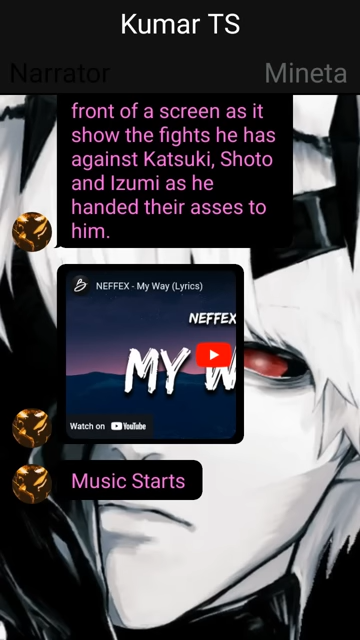 Kumar TS
Narrator
Mineta
front of a screen as it
show the fights he has
against Katsuki, Shoto
and Izumi as he
handed their asses to
him.
NEFFEX - My Way (Lyrics)
NEFFEX
MY W
Watch on YouTube
Music Starts